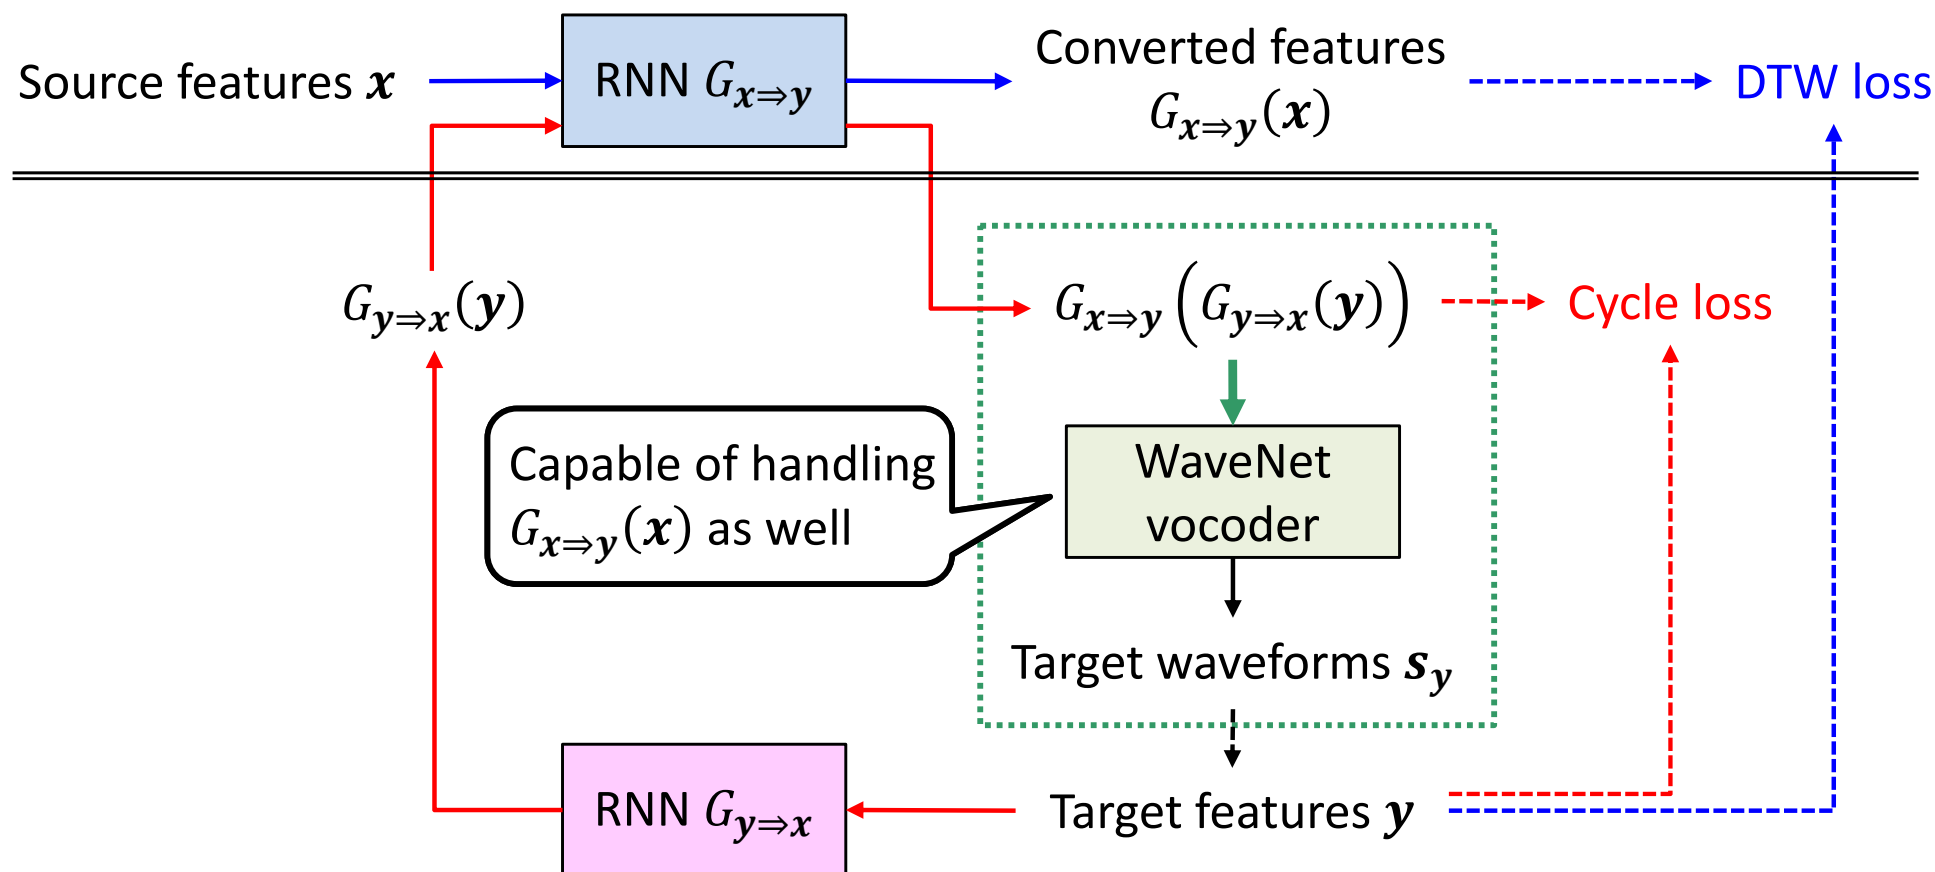 Source features x
RNN G_{x⇒y}
Converted features
G_{x⇒y}(x)
DTW loss
G_{y⇒x}(y)
G_{x⇒y}(G_{y⇒x}(y))
Cycle loss
Capable of handling
G_{x⇒y}(x) as well
WaveNet
vocoder
Target waveforms s_y
RNN G_{y⇒x}
Target features y